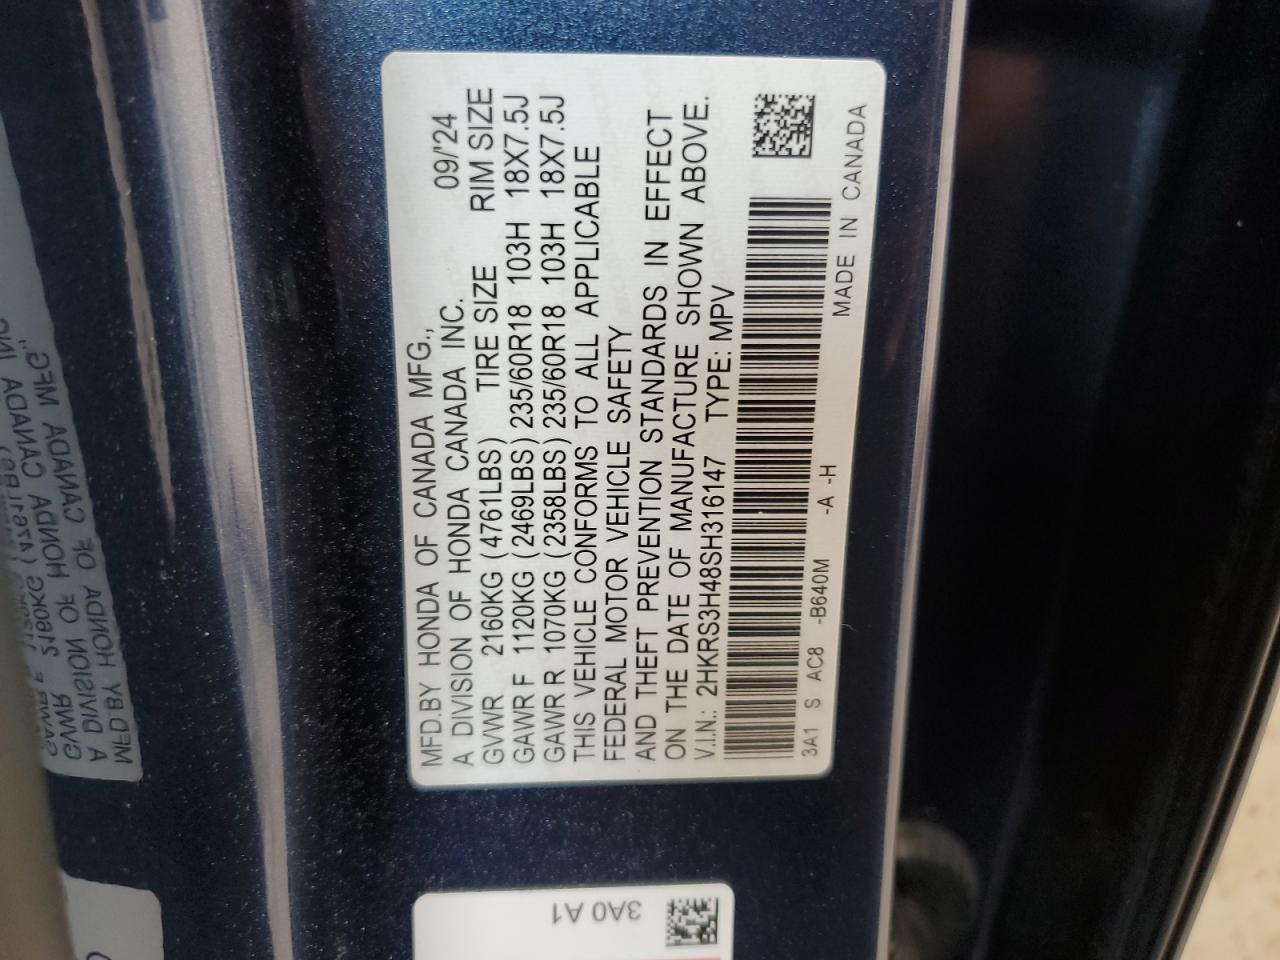 MFD.BY HONDA OF CANADA MFG., 09/'24
A DIVISION OF HONDA CANADA INC.
GVWR 2160KG (4761LBS) TIRE SIZE RIM SIZE
GAWR F 1120KG (2469LBS) 235/60R18 103H 18X7.5J
GAWR R 1070KG (2358LBS) 235/60R18 103H 18X7.5J
THIS VEHICLE CONFORMS TO ALL APPLICABLE
FEDERAL MOTOR VEHICLE SAFETY
AND THEFT PREVENTION STANDARDS IN EFFECT
ON THE DATE OF MANUFACTURE SHOWN ABOVE.
V.I.N.: 2HKRS3H48SH316147 TYPE: MPV
3A1 S AC8 -B640M -A -H
MADE IN CANADA
3A0 A1